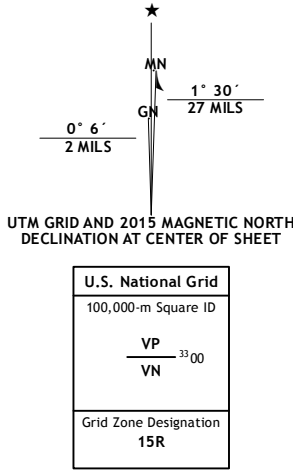 ★
MN
1° 30´
27 MILS
GN
0° 6´
2 MILS
UTM GRID AND 2015 MAGNETIC NORTH
DECLINATION AT CENTER OF SHEET
U.S. National Grid
100,000-m Square ID
VP
³³00
VN
Grid Zone Designation
15R